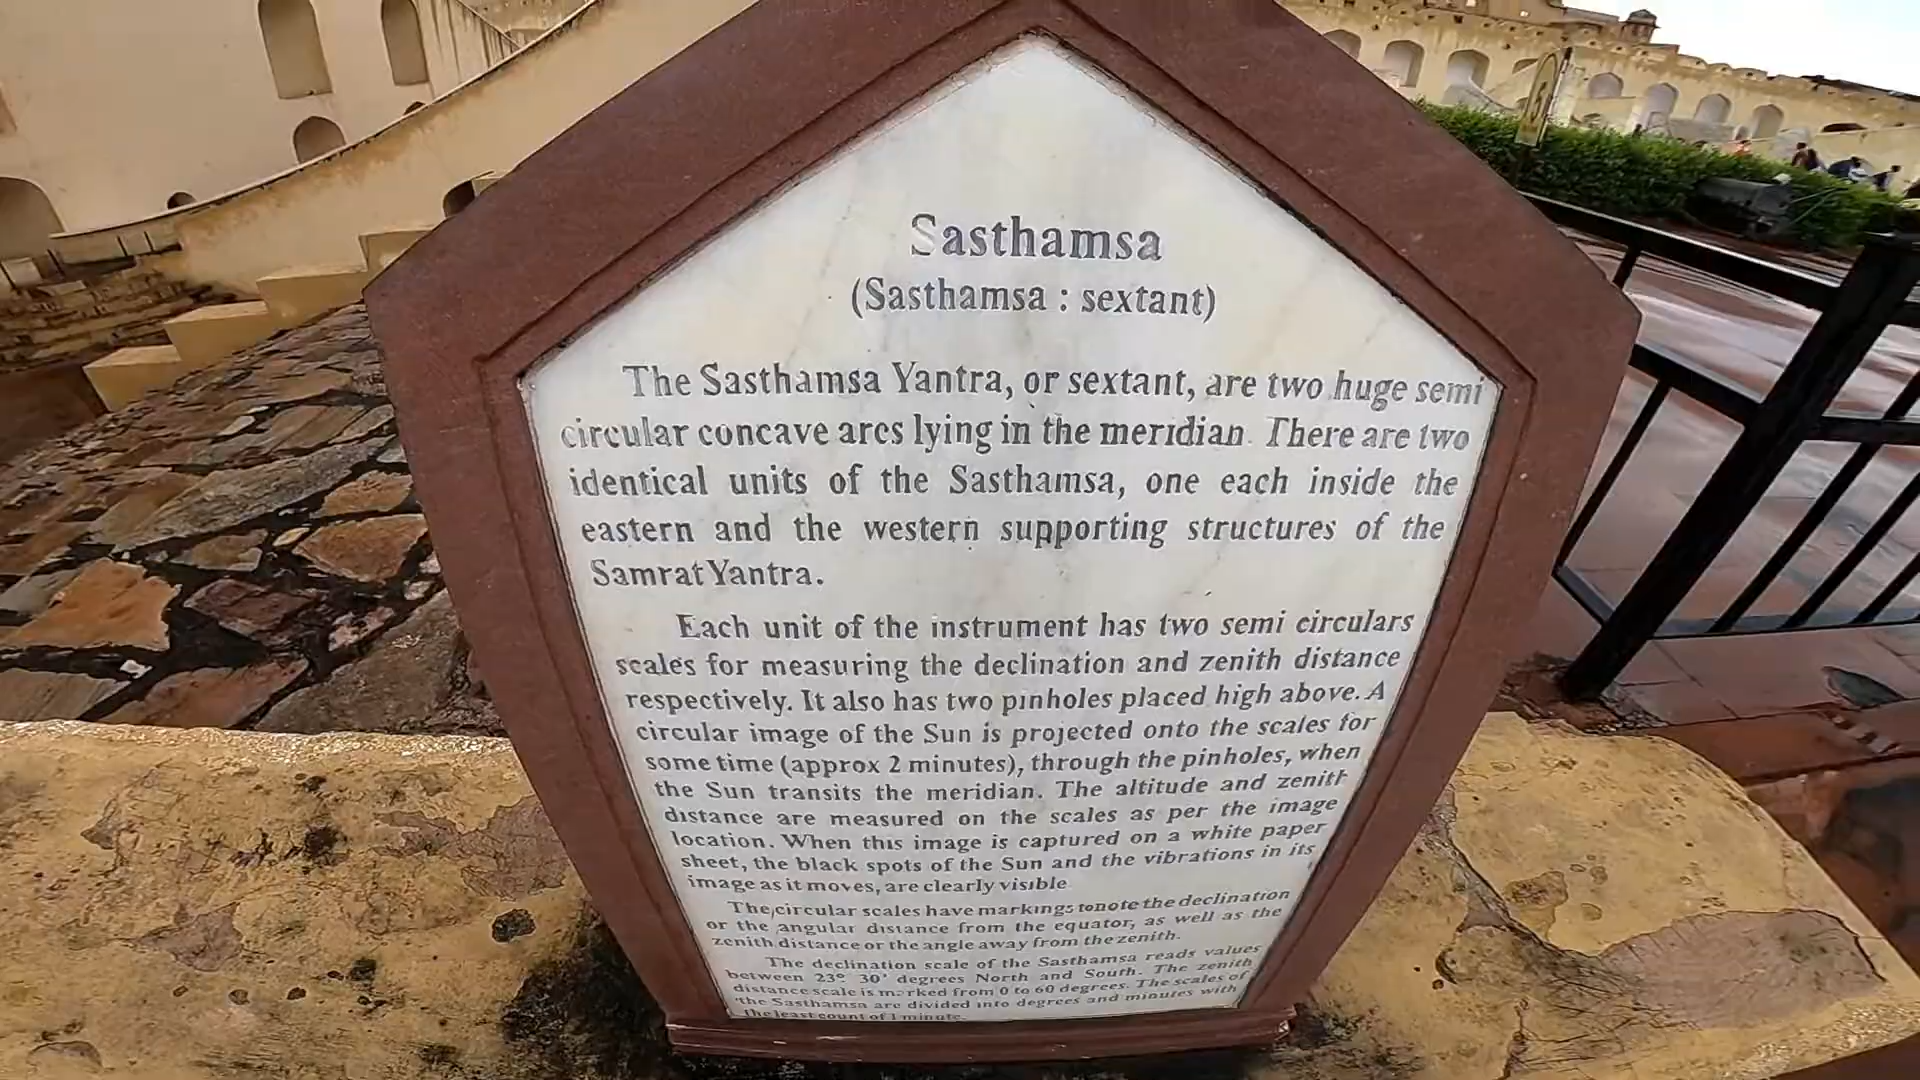 Sasthamsa
(Sasthamsa : sextant)
The Sasthamsa Yantra, or sextant, are two huge semi
circular concave arcs lying in the meridian. There are two
identical units of the Sasthamsa, one each inside the
eastern and the western supporting structures of the
Samrat Yantra.
Each unit of the instrument has two semi circulars
scales for measuring the declination and zenith distance
respectively. It also has two pinholes placed high above. A
circular image of the Sun is projected onto the scales for
some time (approx 2 minutes), through the pinholes, when
the Sun transits the meridian. The altitude and zenith
distance are measured on the scales as per the image
location. When this image is captured on a white paper
sheet, the black spots of the Sun and the vibrations in its
image as it moves, are clearly visible
The circular scales have markings tonote the declination
or the angular distance from the equator, as well as the
zenith distance or the angle away from the zenith.
The declination scale of the Sasthamsa reads values
between 23° 30' degrees North and South. The zenith
distance scale is marked from 0 to 60 degrees. The scales of
the Sasthamsa are divided into degrees and minutes with
the least count of 1 minute.